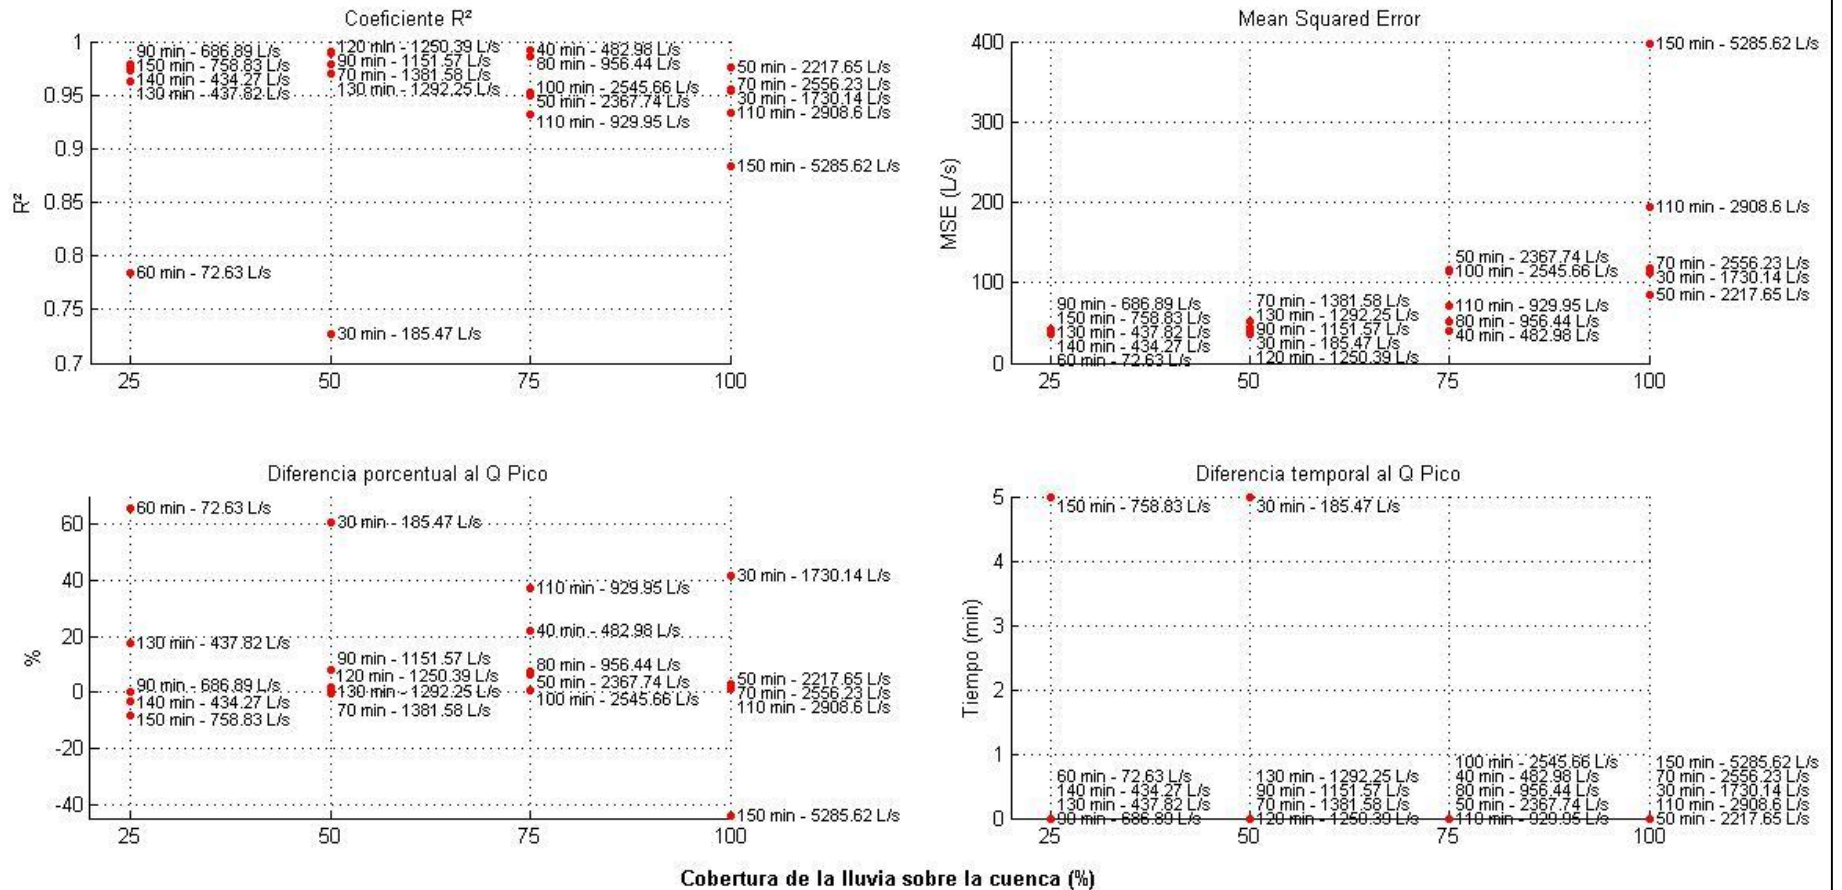 Coeficiente R²
R²
1
0.95
0.9
0.85
0.8
0.75
0.7
90 min - 686.89 L/s
150 min - 758.83 L/s
140 min - 434.27 L/s
130 min - 437.82 L/s
60 min - 72.63 L/s
120 min - 1250.39 L/s
90 min - 1151.57 L/s
70 min - 1381.58 L/s
130 min - 1292.25 L/s
30 min - 185.47 L/s
40 min - 482.98 L/s
80 min - 956.44 L/s
100 min - 2545.66 L/s
50 min - 2367.74 L/s
110 min - 929.95 L/s
50 min - 2217.65 L/s
70 min - 2556.23 L/s
30 min - 1730.14 L/s
110 min - 2908.6 L/s
150 min - 5285.62 L/s
25 50 75 100
Mean Squared Error
MSE (L/s)
400
300
200
100
0
90 min - 686.89 L/s
150 min - 758.83 L/s
130 min - 437.82 L/s
140 min - 434.27 L/s
60 min - 72.63 L/s
70 min - 1381.58 L/s
130 min - 1292.25 L/s
90 min - 1151.57 L/s
30 min - 185.47 L/s
120 min - 1250.39 L/s
50 min - 2367.74 L/s
100 min - 2545.66 L/s
110 min - 929.95 L/s
80 min - 956.44 L/s
40 min - 482.98 L/s
150 min - 5285.62 L/s
110 min - 2908.6 L/s
70 min - 2556.23 L/s
30 min - 1730.14 L/s
50 min - 2217.65 L/s
25 50 75 100
Diferencia porcentual al Q Pico
%
60
40
20
0
-20
-40
60 min - 72.63 L/s
130 min - 437.82 L/s
90 min - 686.89 L/s
140 min - 434.27 L/s
150 min - 758.83 L/s
30 min - 185.47 L/s
90 min - 1151.57 L/s
120 min - 1250.39 L/s
130 min - 1292.25 L/s
70 min - 1381.58 L/s
110 min - 929.95 L/s
40 min - 482.98 L/s
80 min - 956.44 L/s
50 min - 2367.74 L/s
100 min - 2545.66 L/s
30 min - 1730.14 L/s
50 min - 2217.65 L/s
70 min - 2556.23 L/s
110 min - 2908.6 L/s
150 min - 5285.62 L/s
25 50 75 100
Diferencia temporal al Q Pico
Tiempo (min)
5
4
3
2
1
0
150 min - 758.83 L/s
60 min - 72.63 L/s
140 min - 434.27 L/s
130 min - 437.82 L/s
90 min - 686.89 L/s
30 min - 185.47 L/s
130 min - 1292.25 L/s
90 min - 1151.57 L/s
70 min - 1381.58 L/s
120 min - 1250.39 L/s
100 min - 2545.66 L/s
40 min - 482.98 L/s
80 min - 956.44 L/s
50 min - 2367.74 L/s
110 min - 929.95 L/s
150 min - 5285.62 L/s
70 min - 2556.23 L/s
30 min - 1730.14 L/s
110 min - 2908.6 L/s
50 min - 2217.65 L/s
25 50 75 100
Cobertura de la lluvia sobre la cuenca (%)